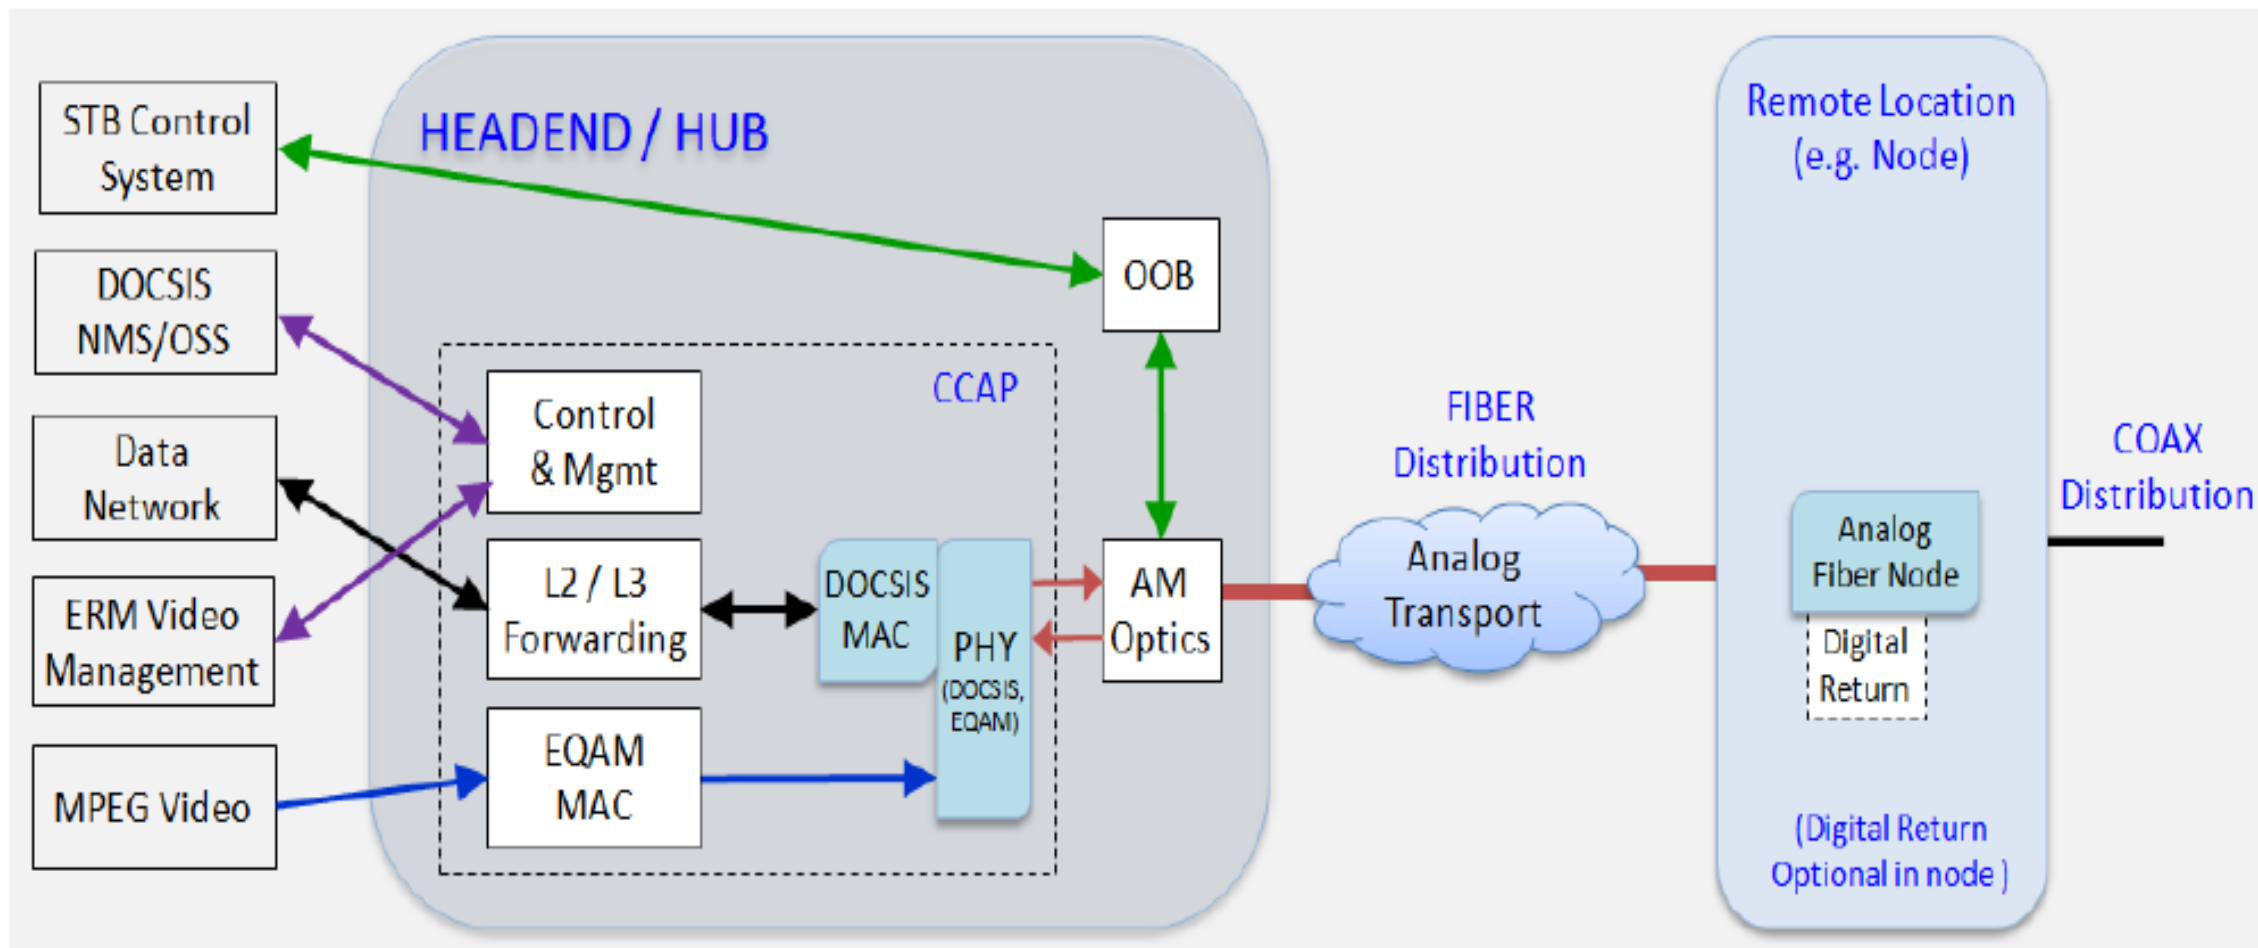 STB Control
System
DOCSIS
NMS/OSS
Data
Network
ERM Video
Management
MPEG Video
HEADEND / HUB
OOB
CCAP
Control
& Mgmt
L2 / L3
Forwarding
EQAM
MAC
DOCSIS
MAC
PHY
(DOCSIS,
EQAM)
AM
Optics
FIBER
Distribution
Analog
Transport
Remote Location
(e.g. Node)
Analog
Fiber Node
Digital
Return
(Digital Return
Optional in node )
COAX
Distribution